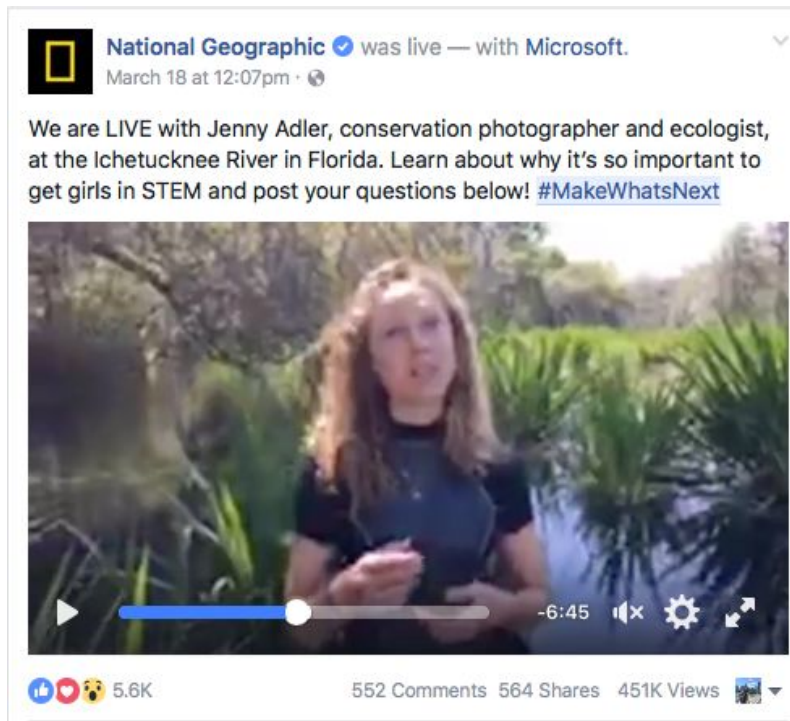 National Geographic was live — with Microsoft.
March 18 at 12:07pm ·
We are LIVE with Jenny Adler, conservation photographer and ecologist,
at the Ichetucknee River in Florida. Learn about why it's so important to
get girls in STEM and post your questions below! #MakeWhatsNext
-6:45
5.6K 552 Comments 564 Shares 451K Views